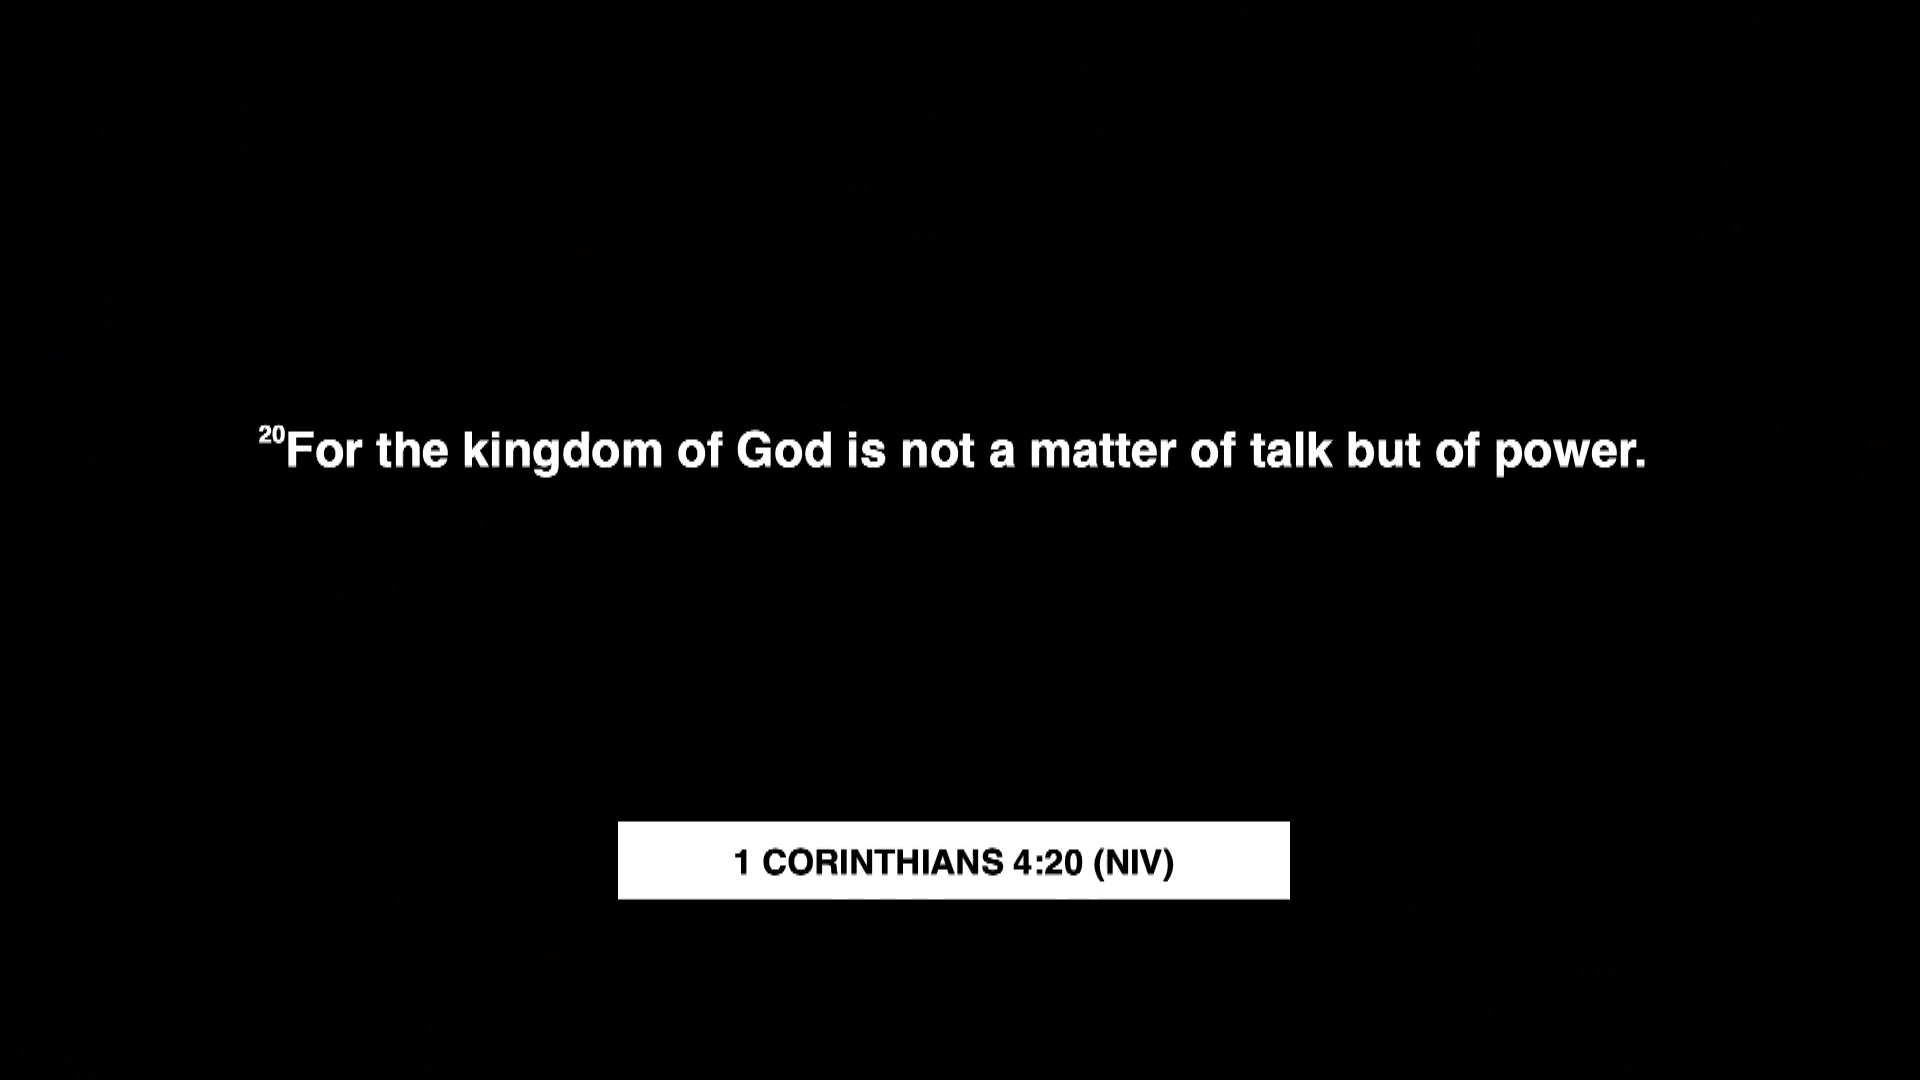 20For the kingdom of God is not a matter of talk but of power.
1 CORINTHIANS 4:20 (NIV)